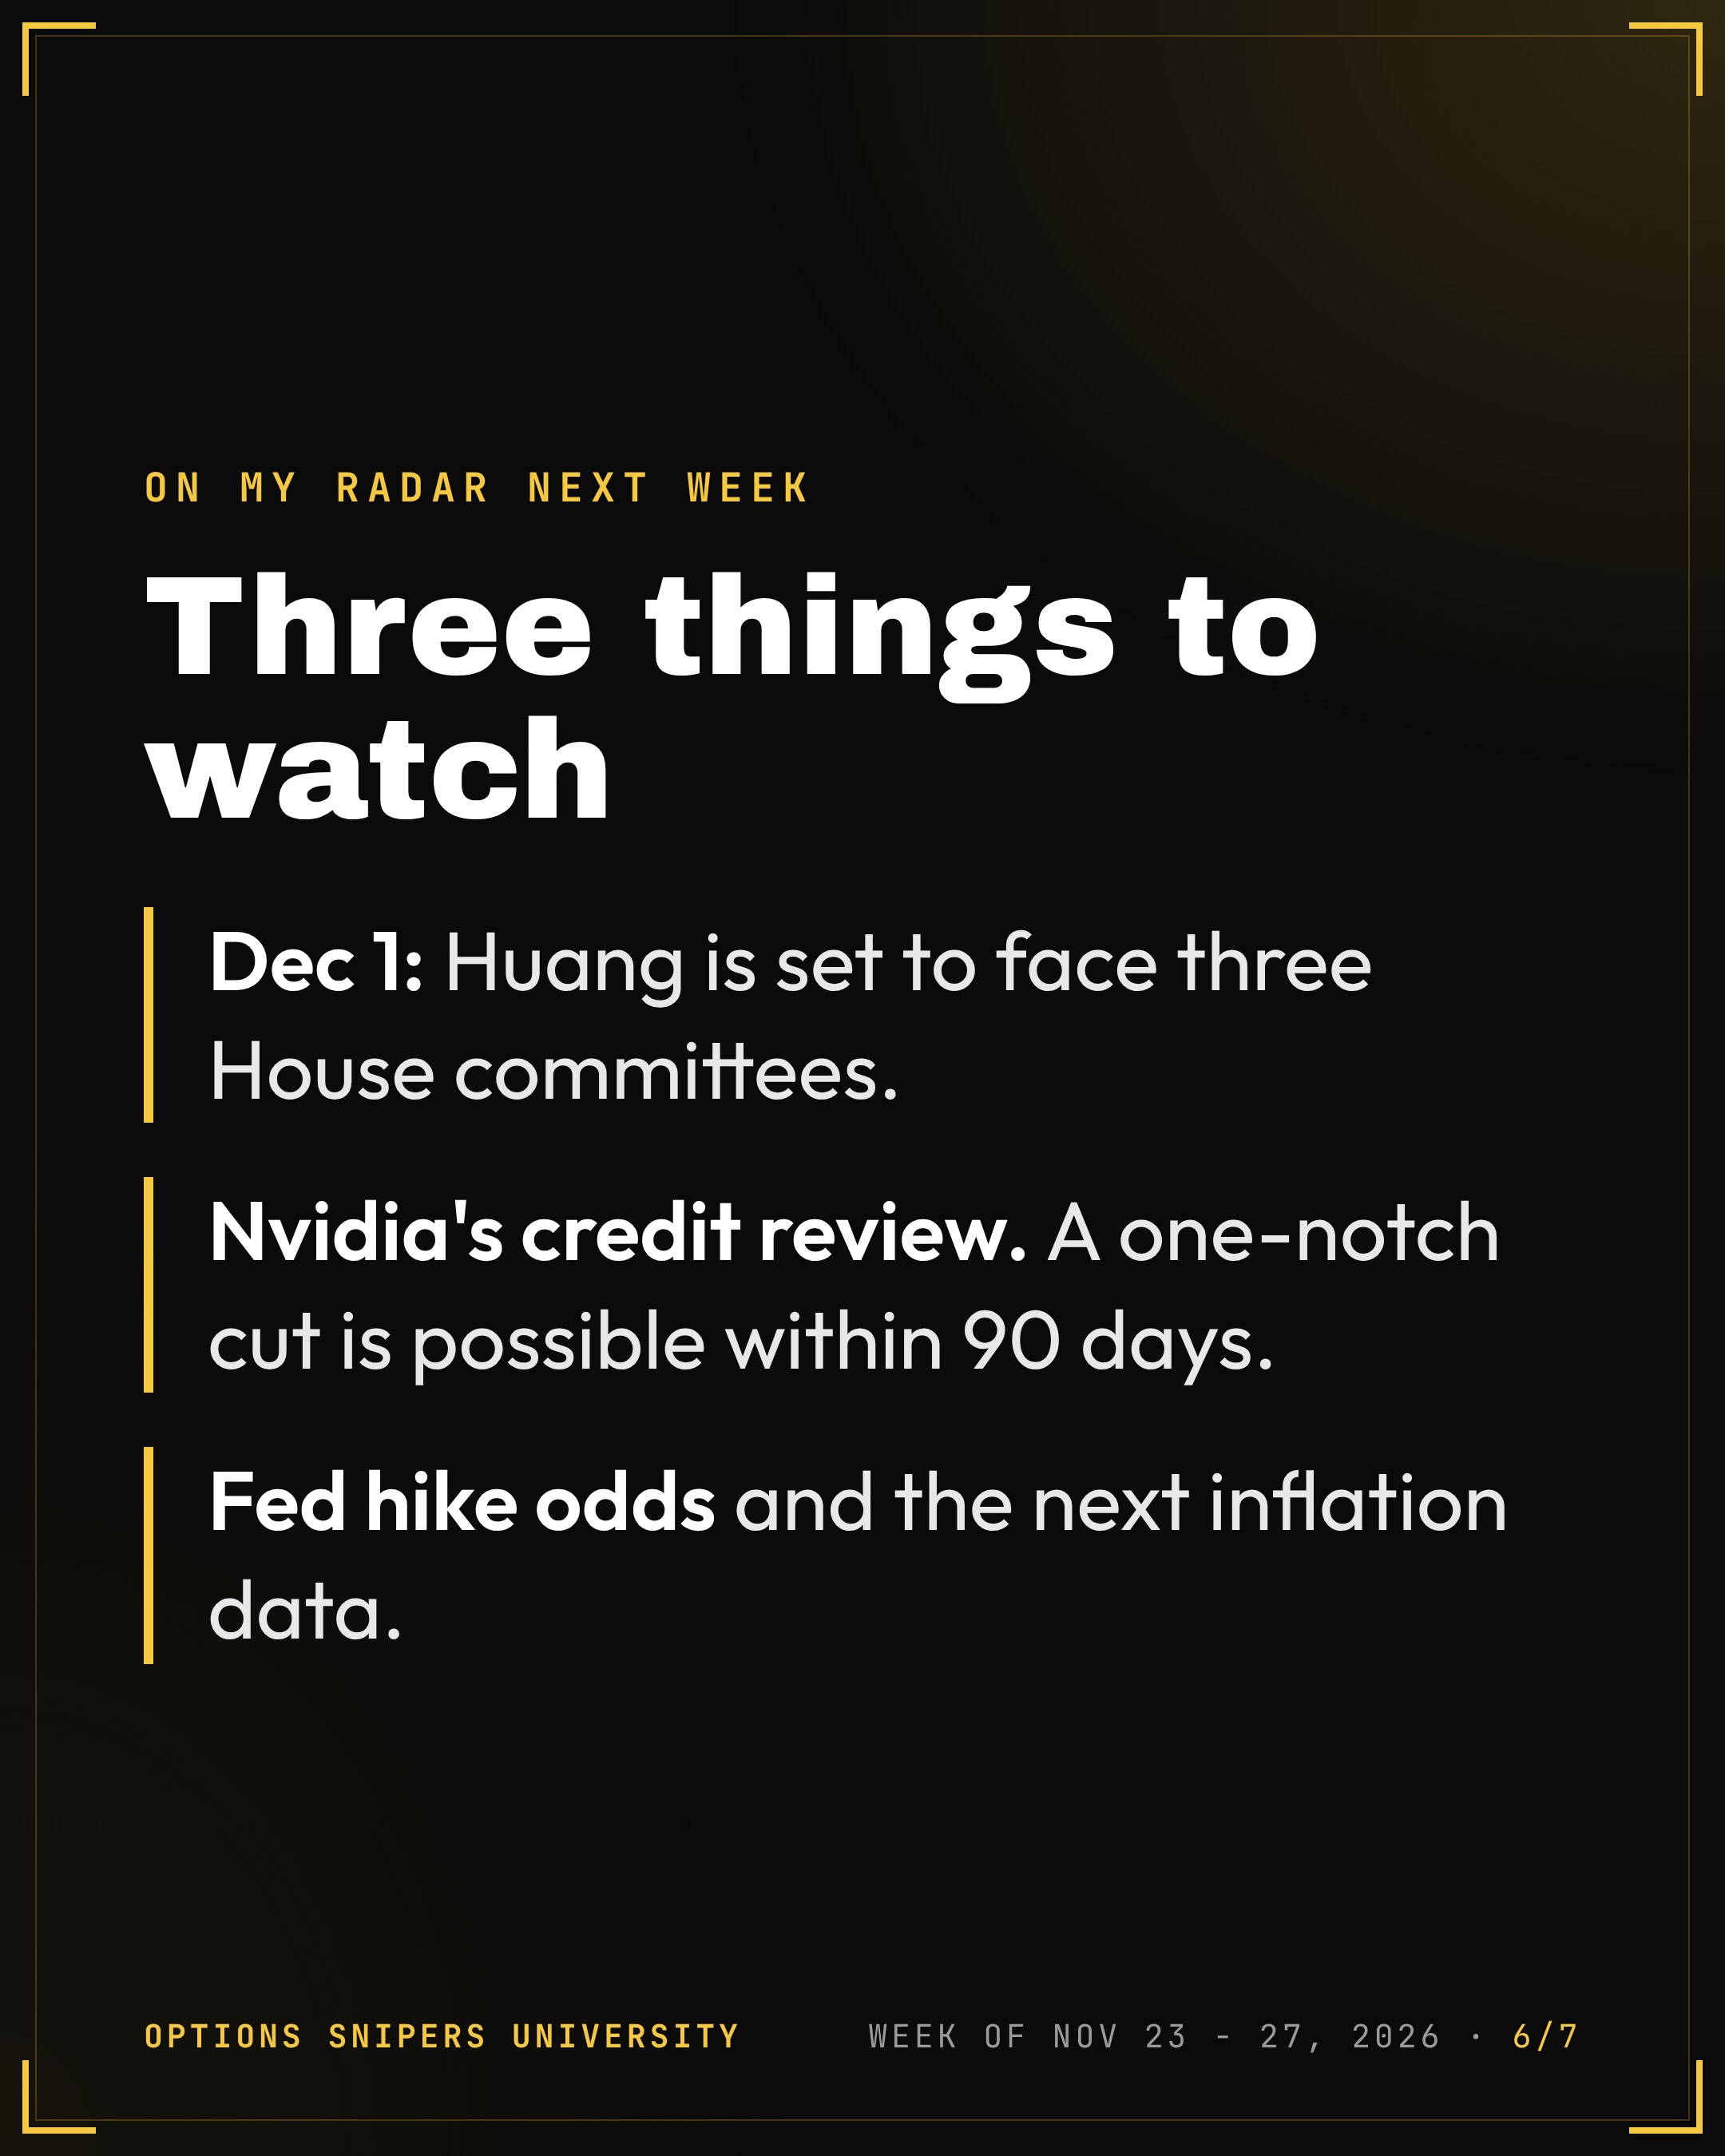 ON MY RADAR NEXT WEEK
Three things to
watch
Dec 1: Huang is set to face three
House committees.
Nvidia's credit review. A one-notch
cut is possible within 90 days.
Fed hike odds and the next inflation
data.
OPTIONS SNIPERS UNIVERSITY WEEK OF NOV 23 - 27, 2026 · 6/7